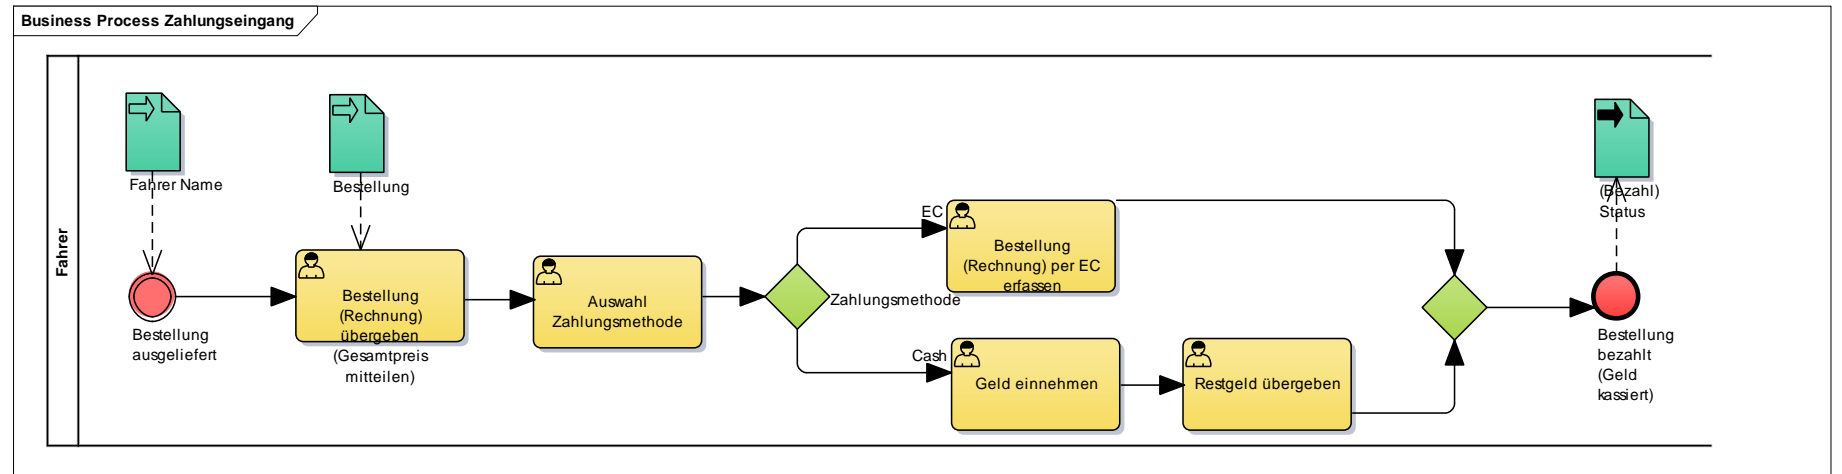 Business Process Zahlungseingang
Fahrer
Fahrer Name
Bestellung
(Bezahl)
Status
Bestellung
ausgeliefert
Bestellung
(Rechnung)
übergeben
(Gesamtpreis
mitteilen)
Auswahl
Zahlungsmethode
Zahlungsmethode
EC
Bestellung
(Rechnung) per EC
erfassen
Cash
Geld einnehmen
Restgeld übergeben
Bestellung
bezahlt
(Geld
kassiert)